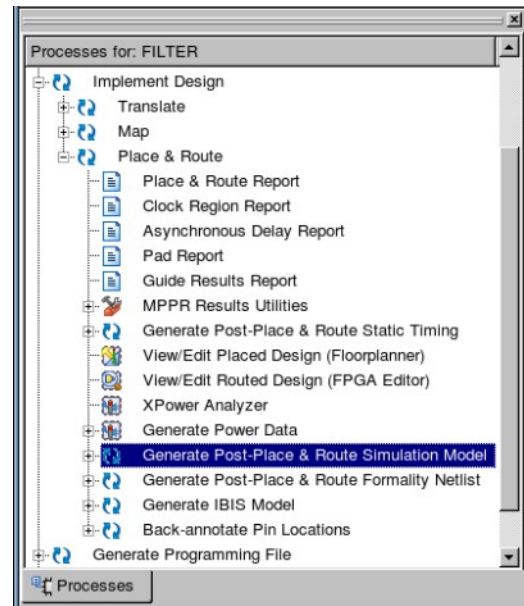 Processes for: FILTER
Implement Design
Translate
Map
Place & Route
Place & Route Report
Clock Region Report
Asynchronous Delay Report
Pad Report
Guide Results Report
MPPR Results Utilities
Generate Post-Place & Route Static Timing
View/Edit Placed Design (Floorplanner)
View/Edit Routed Design (FPGA Editor)
XPower Analyzer
Generate Power Data
Generate Post-Place & Route Simulation Model
Generate Post-Place & Route Formality Netlist
Generate IBIS Model
Back-annotate Pin Locations
Generate Programming File
Processes